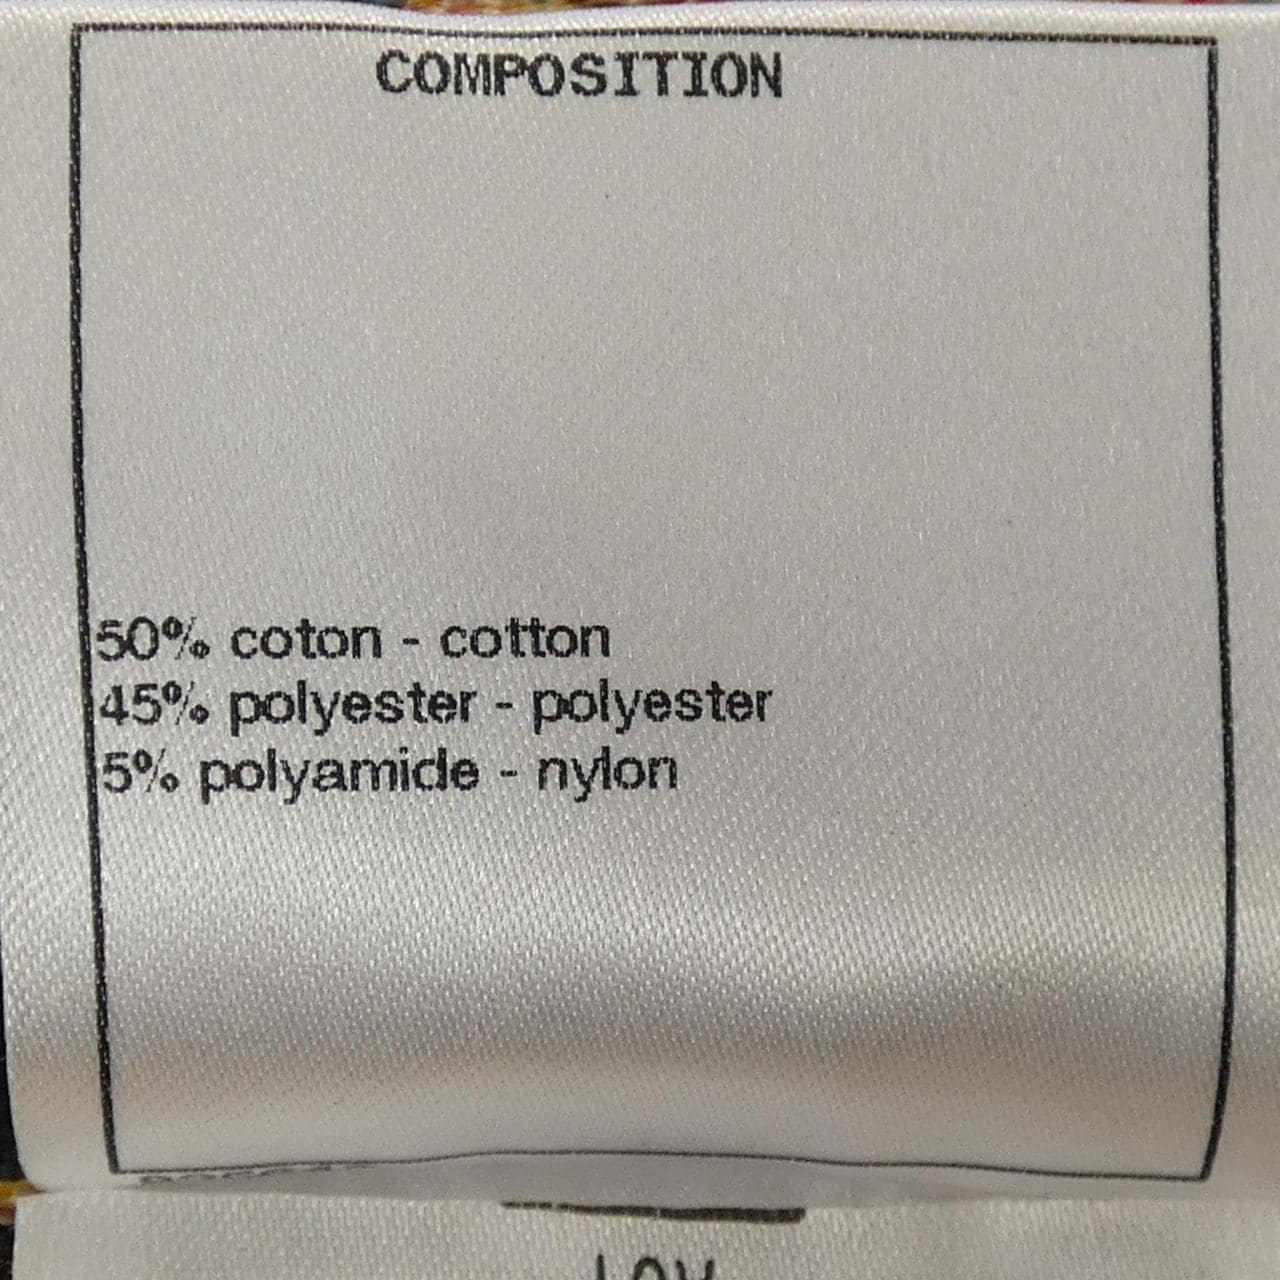 COMPOSITION
50% coton - cotton
45% polyester - polyester
5% polyamide - nylon